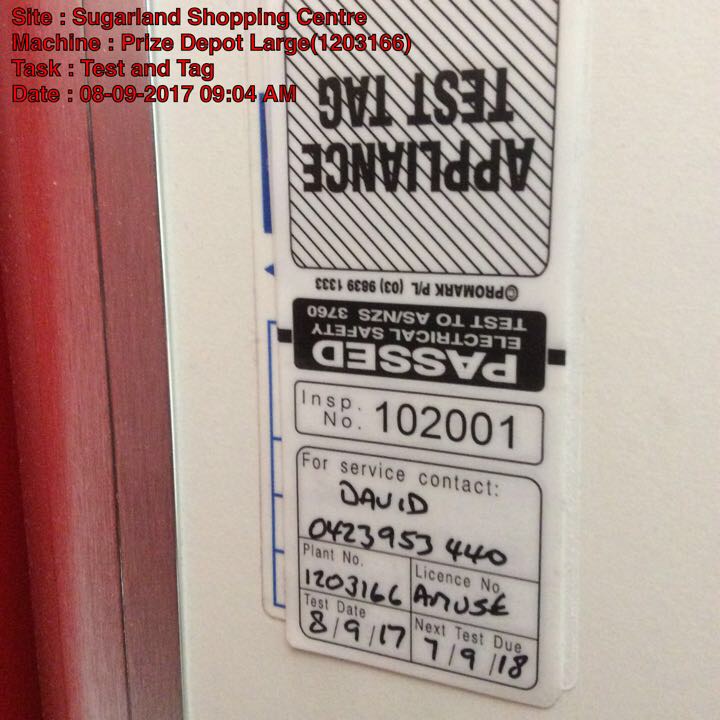 Site : Sugarland Shopping Centre
Machine : Prize Depot Large(1203166)
Task : Test and Tag
Date : 08-09-2017 09:04 AM
APPLIANCE
TEST TAG
©PROMARK P/L (03) 9639 1333
PASSED
ELECTRICAL SAFETY
TEST TO AS/NZS 3760
Insp. No. 102001
For service contact:
DAVID
0423953 440
Plant No.
1203166
Licence No.
AMUSE
Test Date
8/9/17
Next Test Due
7/9/18